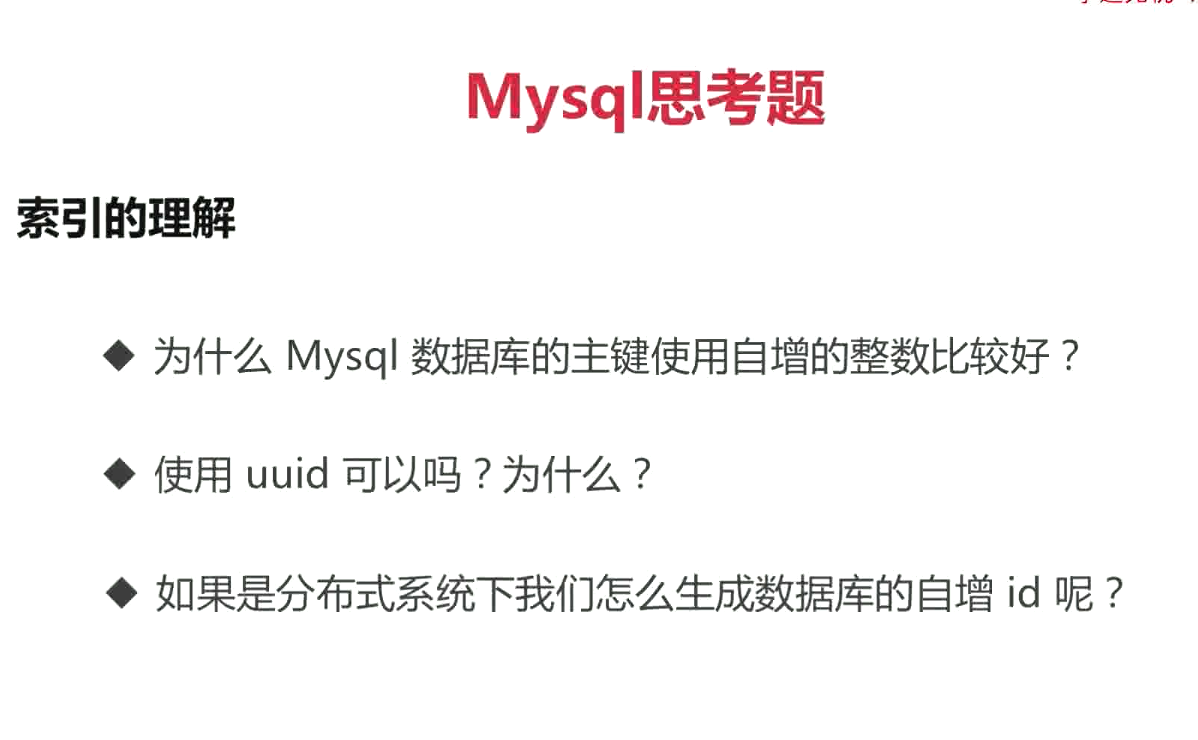 Mysql思考题
索引的理解
◆ 为什么 Mysql 数据库的主键使用自增的整数比较好？
◆ 使用 uuid 可以吗？为什么？
◆ 如果是分布式系统下我们怎么生成数据库的自增 id 呢？